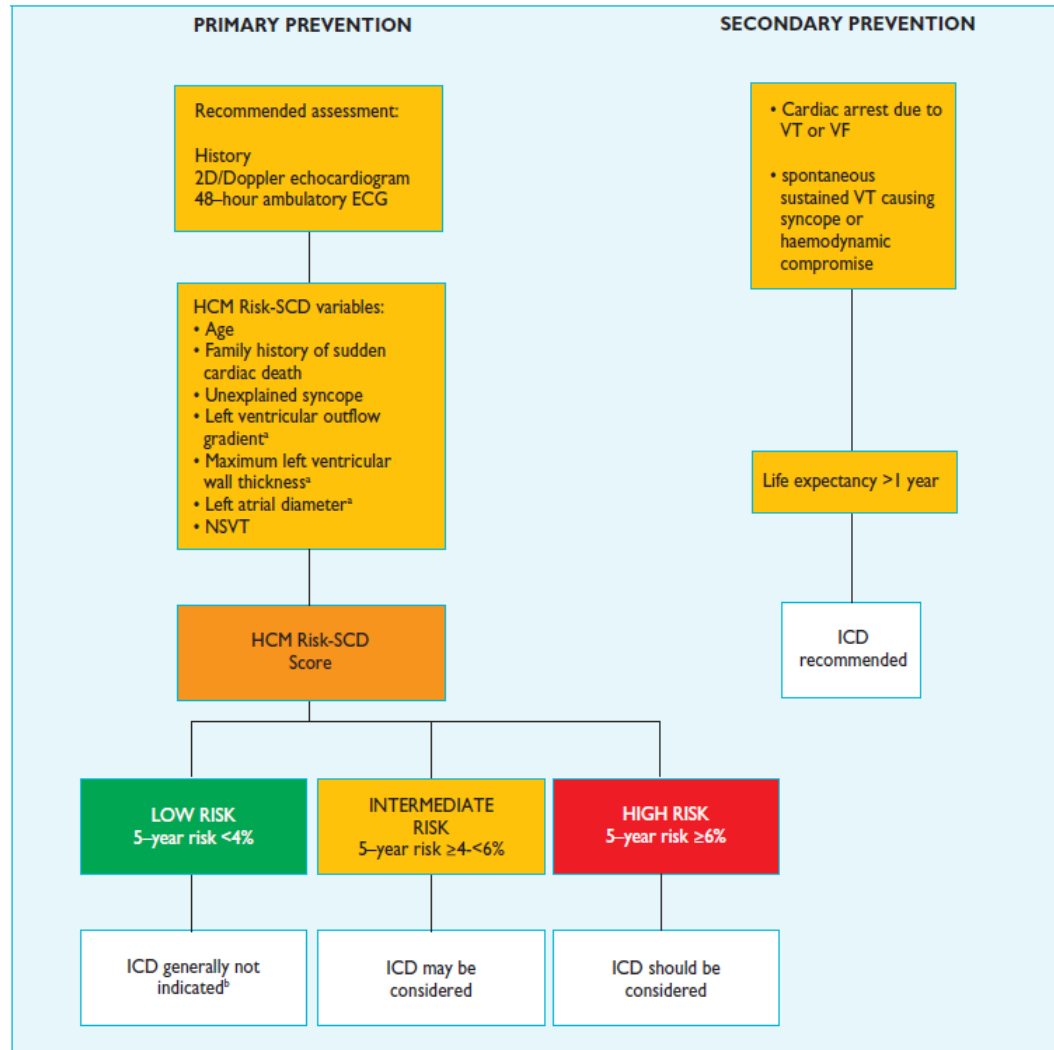 PRIMARY PREVENTION
Recommended assessment:
History
2D/Doppler echocardiogram
48–hour ambulatory ECG
HCM Risk-SCD variables:
• Age
• Family history of sudden
cardiac death
• Unexplained syncope
• Left ventricular outflow
gradientᵃ
• Maximum left ventricular
wall thicknessᵃ
• Left atrial diameterᵃ
• NSVT
HCM Risk-SCD
Score
LOW RISK
5–year risk <4%
INTERMEDIATE
RISK
5–year risk ≥4-<6%
HIGH RISK
5–year risk ≥6%
ICD generally not
indicatedᵇ
ICD may be
considered
ICD should be
considered
SECONDARY PREVENTION
• Cardiac arrest due to
VT or VF
• spontaneous
sustained VT causing
syncope or
haemodynamic
compromise
Life expectancy >1 year
ICD
recommended